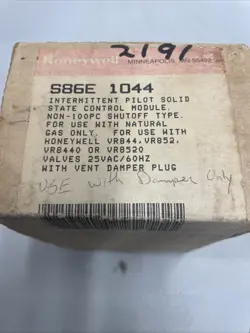 2191
Honeywell
MINNEAPOLIS, MN 55422
S86E 1044
INTERMITTENT PILOT SOLID
STATE CONTROL MODULE.
NON-100PC SHUTOFF TYPE.
FOR USE WITH NATURAL
GAS ONLY. FOR USE WITH
HONEYWELL VR844,VR852,
VR8440 OR VR8520
VALVES 25VAC/60HZ
WITH VENT DAMPER PLUG
USE with Damper Only